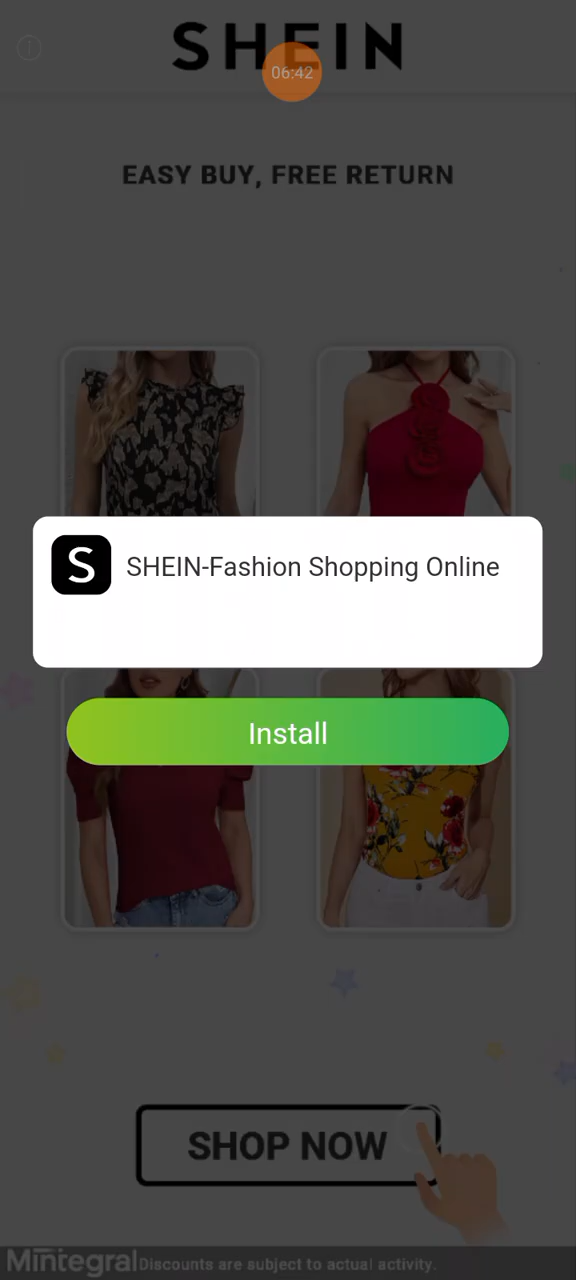 SHEIN
06:42
EASY BUY, FREE RETURN
S SHEIN-Fashion Shopping Online
Install
SHOP NOW
Mintegral Discounts are subject to actual activity.